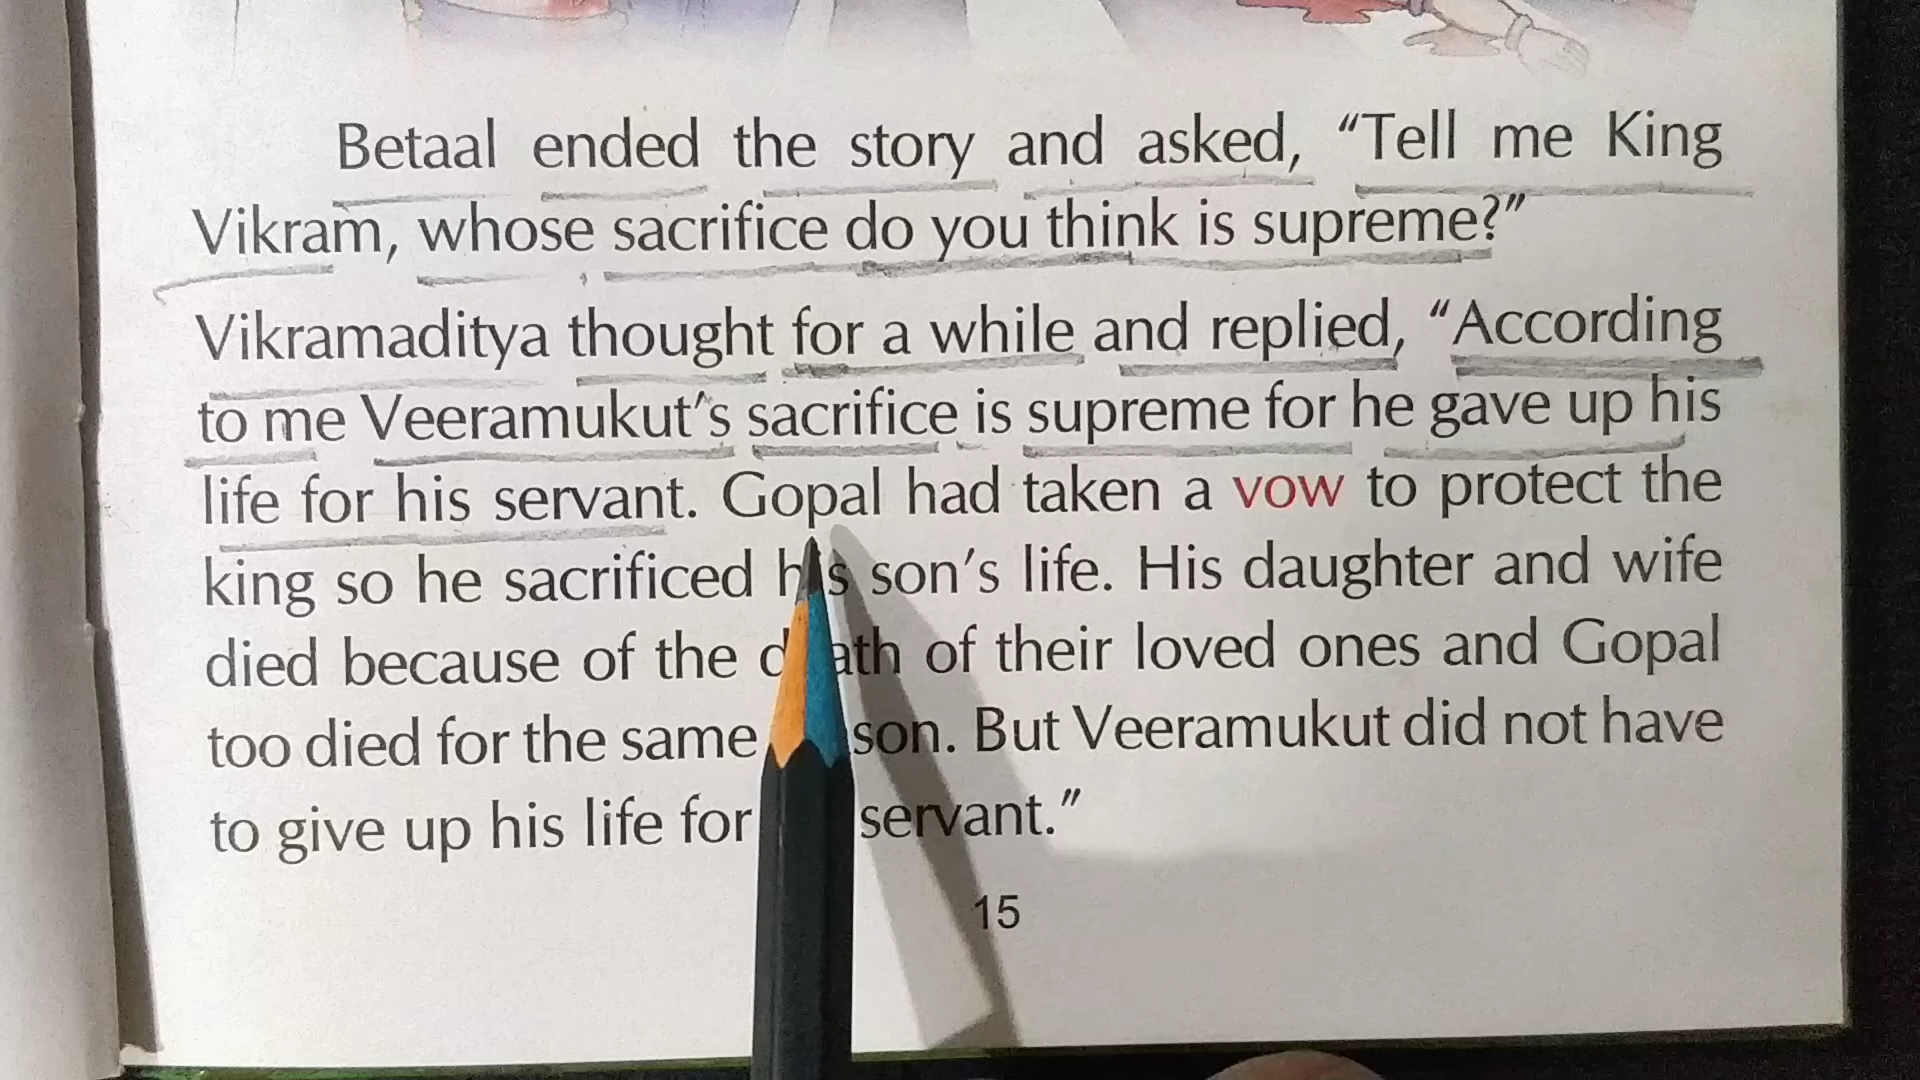 Betaal ended the story and asked, “Tell me King
Vikram, whose sacrifice do you think is supreme?”
Vikramaditya thought for a while and replied, “According
to me Veeramukut’s sacrifice is supreme for he gave up his
life for his servant. Gopal had taken a vow to protect the
king so he sacrificed son’s life. His daughter and wife
died because of the of their loved ones and Gopal
too died for the same . But Veeramukut did not have
to give up his life for servant.”
15